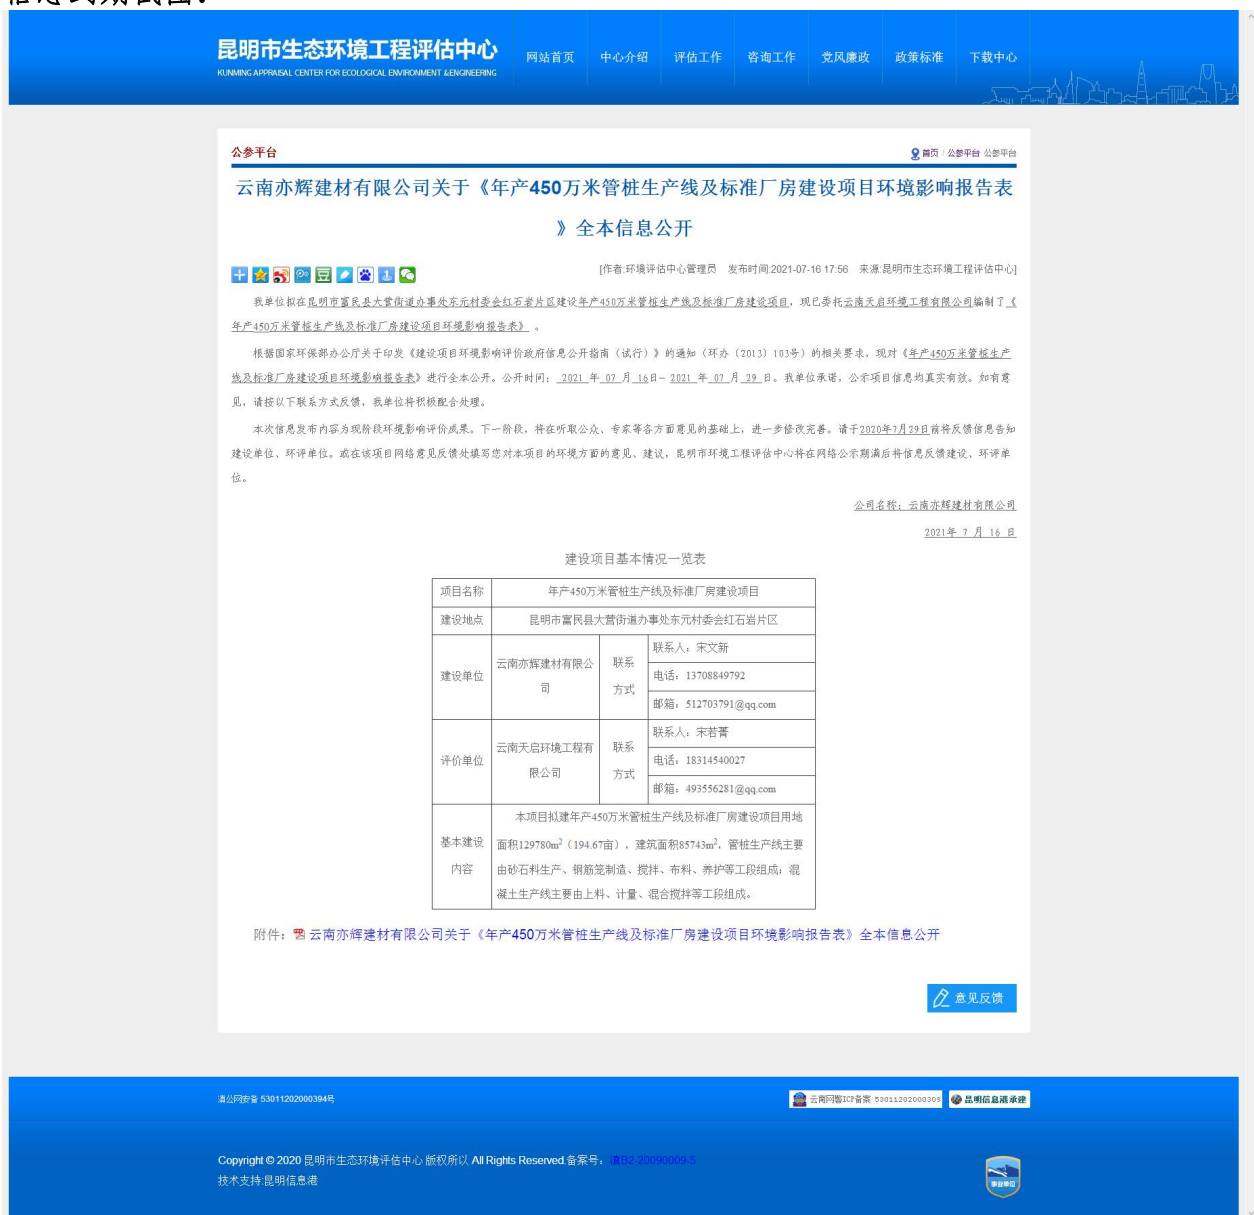 昆明市生态环境工程评估中心
KUNMING APPRAISAL CENTER FOR ECOLOGICAL ENVIRONMENT &ENGINEERING
网站首页 中心介绍 评估工作 咨询工作 党风廉政 政策标准 下载中心
公参平台
首页 / 公参平台 公参平台
云南亦辉建材有限公司关于《年产450万米管桩生产线及标准厂房建设项目环境影响报告表
》全本信息公开
[作者:环境评估中心管理员 发布时间:2021-07-16 17:56 来源:昆明市生态环境工程评估中心]
我单位拟在昆明市富民县大营街道办事处东元村委会红石岩片区建设年产450万米管桩生产线及标准厂房建设项目，现已委托云南天启环境工程有限公司编制了《
年产450万米管桩生产线及标准厂房建设项目环境影响报告表》 。
根据国家环保部办公厅关于印发《建设项目环境影响评价政府信息公开指南（试行）》的通知（环办（2013）103号）的相关要求，现对《年产450万米管桩生产
线及标准厂房建设项目环境影响报告表》进行全本公开。公开时间： 2021 年 07 月 16日- 2021 年 07 月 29 日。我单位承诺，公示项目信息均真实有效。如有意
见，请按以下联系方式反馈，我单位将积极配合处理。
本次信息发布内容为现阶段环境影响评价成果。下一阶段，将在听取公众、专家等各方面意见的基础上，进一步修改完善。请于2020年7月29日前将反馈信息告知
建设单位、环评单位。或在该项目网络意见反馈处填写您对本项目的环境方面的意见、建议，昆明市环境工程评估中心将在网络公示期满后将信息反馈建设、环评单
位。
公司名称：云南亦辉建材有限公司
2021年 7 月 16 日
建设项目基本情况一览表
项目名称 年产450万米管桩生产线及标准厂房建设项目
建设地点 昆明市富民县大营街道办事处东元村委会红石岩片区
建设单位 云南亦辉建材有限公司 联系方式 联系人：宋文新
电话：13708849792
邮箱：512703791@qq.com
评价单位 云南天启环境工程有限公司 联系方式 联系人：宋若菁
电话：18314540027
邮箱：493556281@qq.com
基本建设内容 本项目拟建年产450万米管桩生产线及标准厂房建设项目用地
面积129780m²（194.67亩），建筑面积85743m²，管桩生产线主要
由砂石料生产、钢筋笼制造、搅拌、布料、养护等工段组成；混
凝土生产线主要由上料、计量、混合搅拌等工段组成。
附件： 云南亦辉建材有限公司关于《年产450万米管桩生产线及标准厂房建设项目环境影响报告表》全本信息公开
意见反馈
滇公网安备 53011202000394号
云南网警ICP备案 53011202000309
昆明信息港承建
Copyright © 2020 昆明市生态环境评估中心 版权所以 All Rights Reserved.备案号：滇B2-20090009-5
技术支持:昆明信息港
事业单位